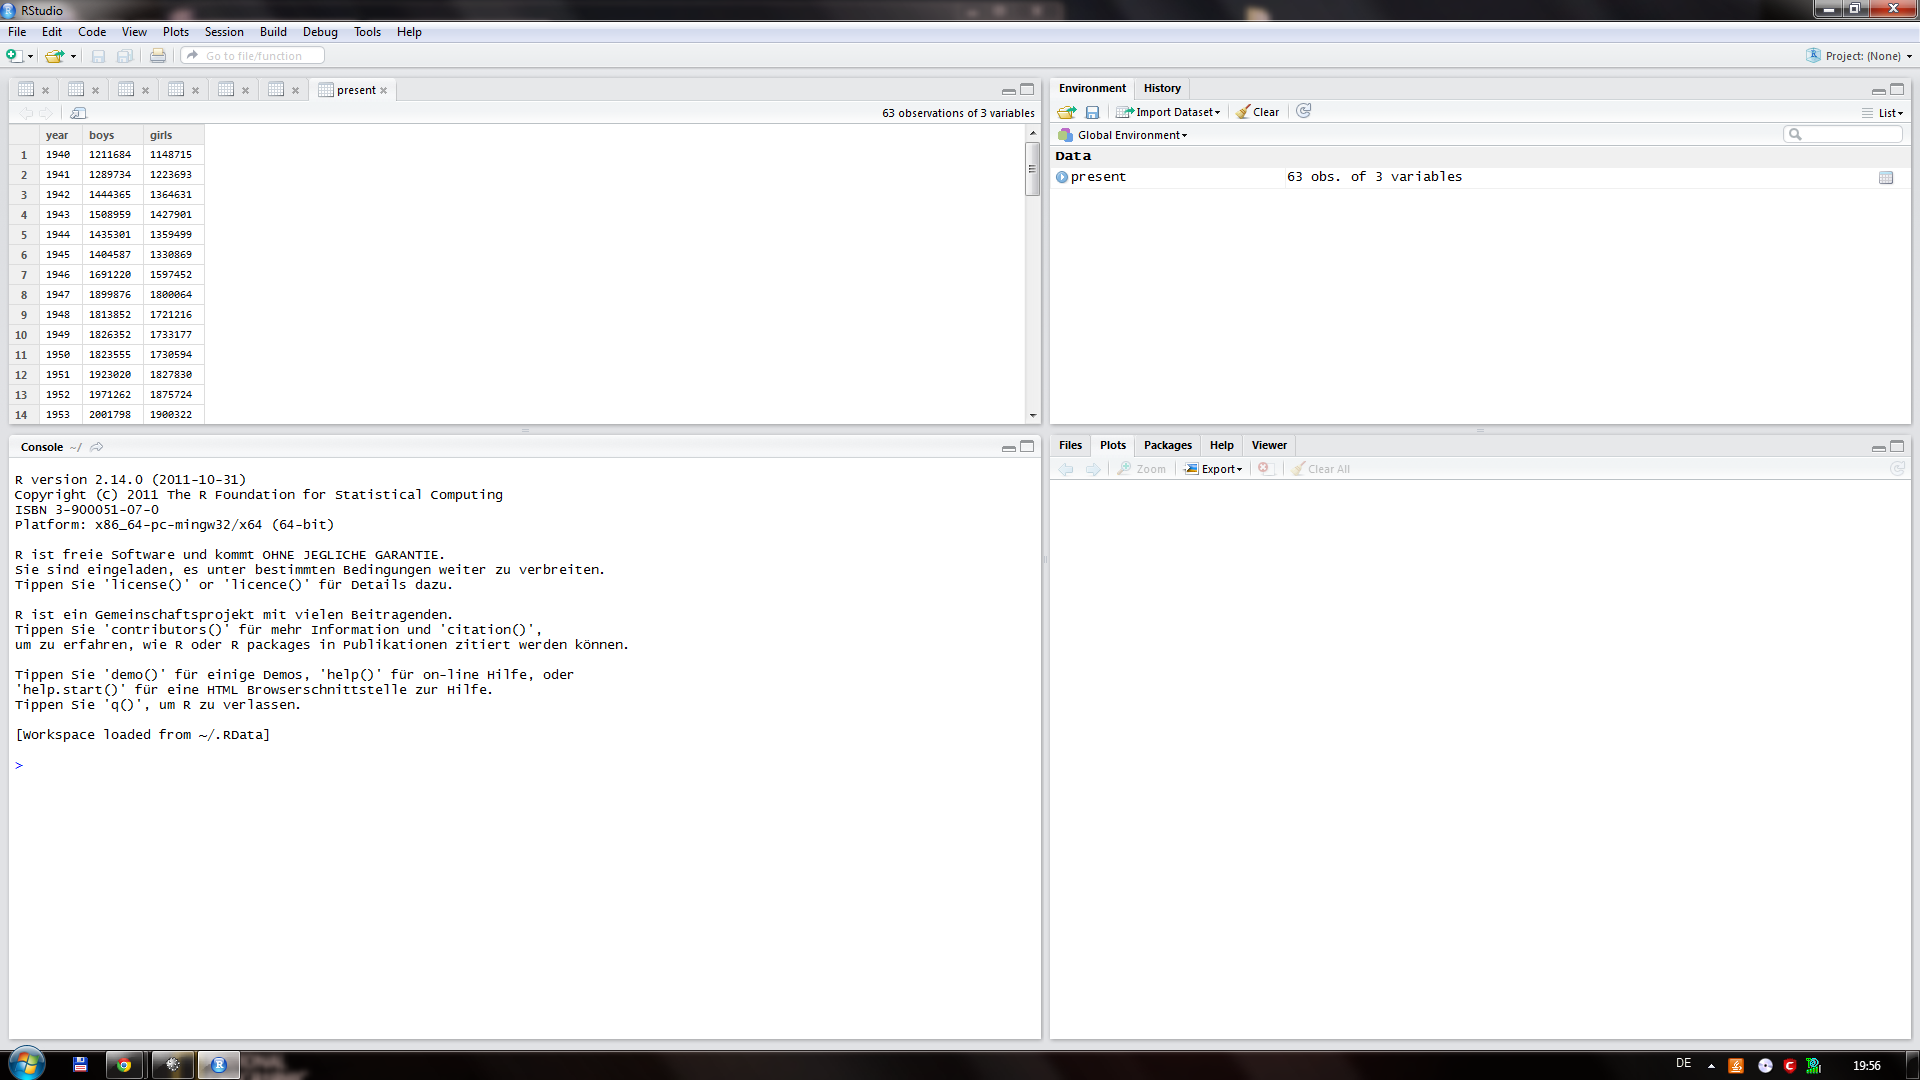 RStudio
File Edit Code View Plots Session Build Debug Tools Help
Go to file/function
Project: (None)
present
63 observations of 3 variables
year boys girls
1 1940 1211684 1148715
2 1941 1289734 1223693
3 1942 1444365 1364631
4 1943 1508959 1427901
5 1944 1435301 1359499
6 1945 1404587 1330869
7 1946 1691220 1597452
8 1947 1899876 1800064
9 1948 1813852 1721216
10 1949 1826352 1733177
11 1950 1823555 1730594
12 1951 1923020 1827830
13 1952 1971262 1875724
14 1953 2001798 1900322
Environment History
Import Dataset Clear
List
Global Environment
Data
present 63 obs. of 3 variables
Console ~/
R version 2.14.0 (2011-10-31)
Copyright (C) 2011 The R Foundation for Statistical Computing
ISBN 3-900051-07-0
Platform: x86_64-pc-mingw32/x64 (64-bit)
R ist freie Software und kommt OHNE JEGLICHE GARANTIE.
Sie sind eingeladen, es unter bestimmten Bedingungen weiter zu verbreiten.
Tippen Sie 'license()' or 'licence()' für Details dazu.
R ist ein Gemeinschaftsprojekt mit vielen Beitragenden.
Tippen Sie 'contributors()' für mehr Information und 'citation()',
um zu erfahren, wie R oder R packages in Publikationen zitiert werden können.
Tippen Sie 'demo()' für einige Demos, 'help()' für on-line Hilfe, oder
'help.start()' für eine HTML Browserschnittstelle zur Hilfe.
Tippen Sie 'q()', um R zu verlassen.
[Workspace loaded from ~/.RData]
>
Files Plots Packages Help Viewer
Zoom Export Clear All
DE
19:56